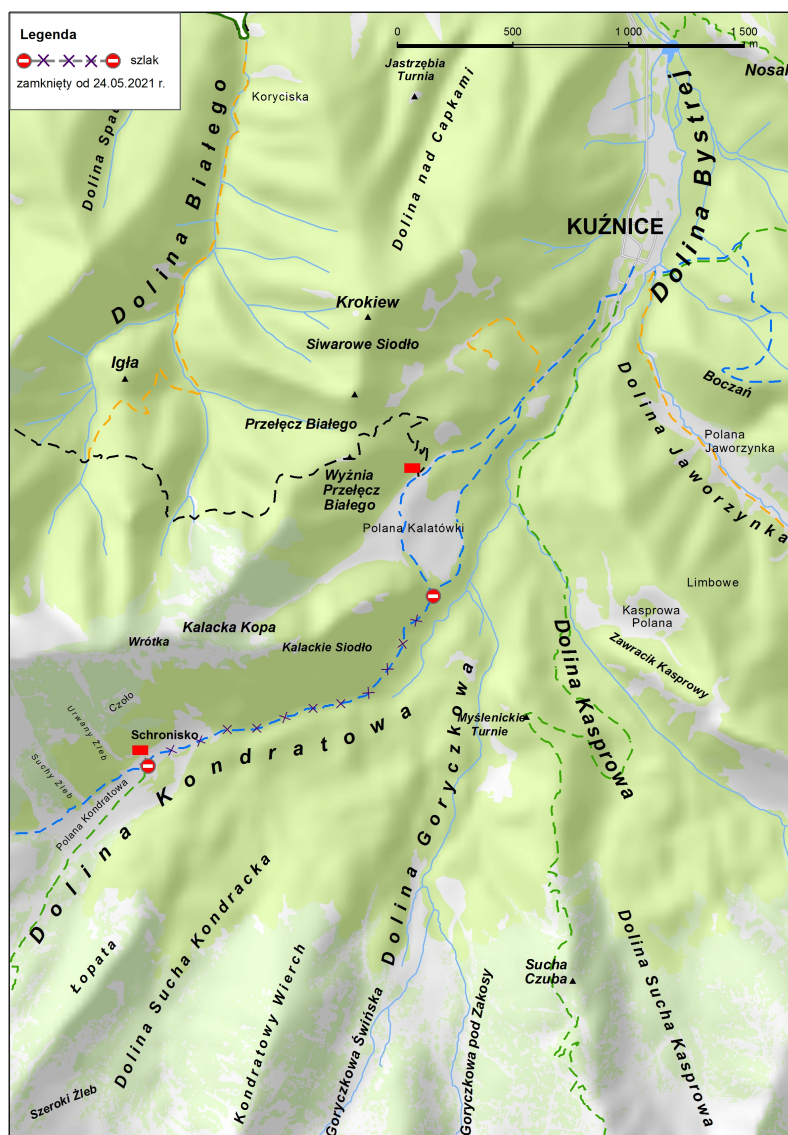 Legenda
szlak
zamknięty od 24.05.2021 r.
0
500
1 000
1 500
m
Jastrzębia
Turnia
Nosal
Koryciska
Dolina Białego
Dolina nad Capkami
Dolina Bystrej
KUŹNICE
Krokiew
Siwarowe Siodło
Igła
Boczań
Dolina Jaworzynka
Polana
Jaworzynka
Przełęcz Białego
Wyżnia
Przełęcz
Białego
Polana Kalatówki
Limbowe
Kasprowa
Polana
Kalacka Kopa
Wrótka
Kalackie Siodło
Zawracik Kasprowy
Dolina Kasprowa
Czoło
Urwany Żleb
Suchy Żleb
Schronisko
Myślenickie
Turnie
Polana Kondratowa
Dolina Kondratowa
Dolina Goryczkowa
Łopata
Dolina Sucha Kondracka
Kondratowy Wierch
Goryczkowa Świńska
Goryczkowa pod Zakosy
Sucha
Czuba
Dolina Sucha Kasprowa
Szeroki Żleb